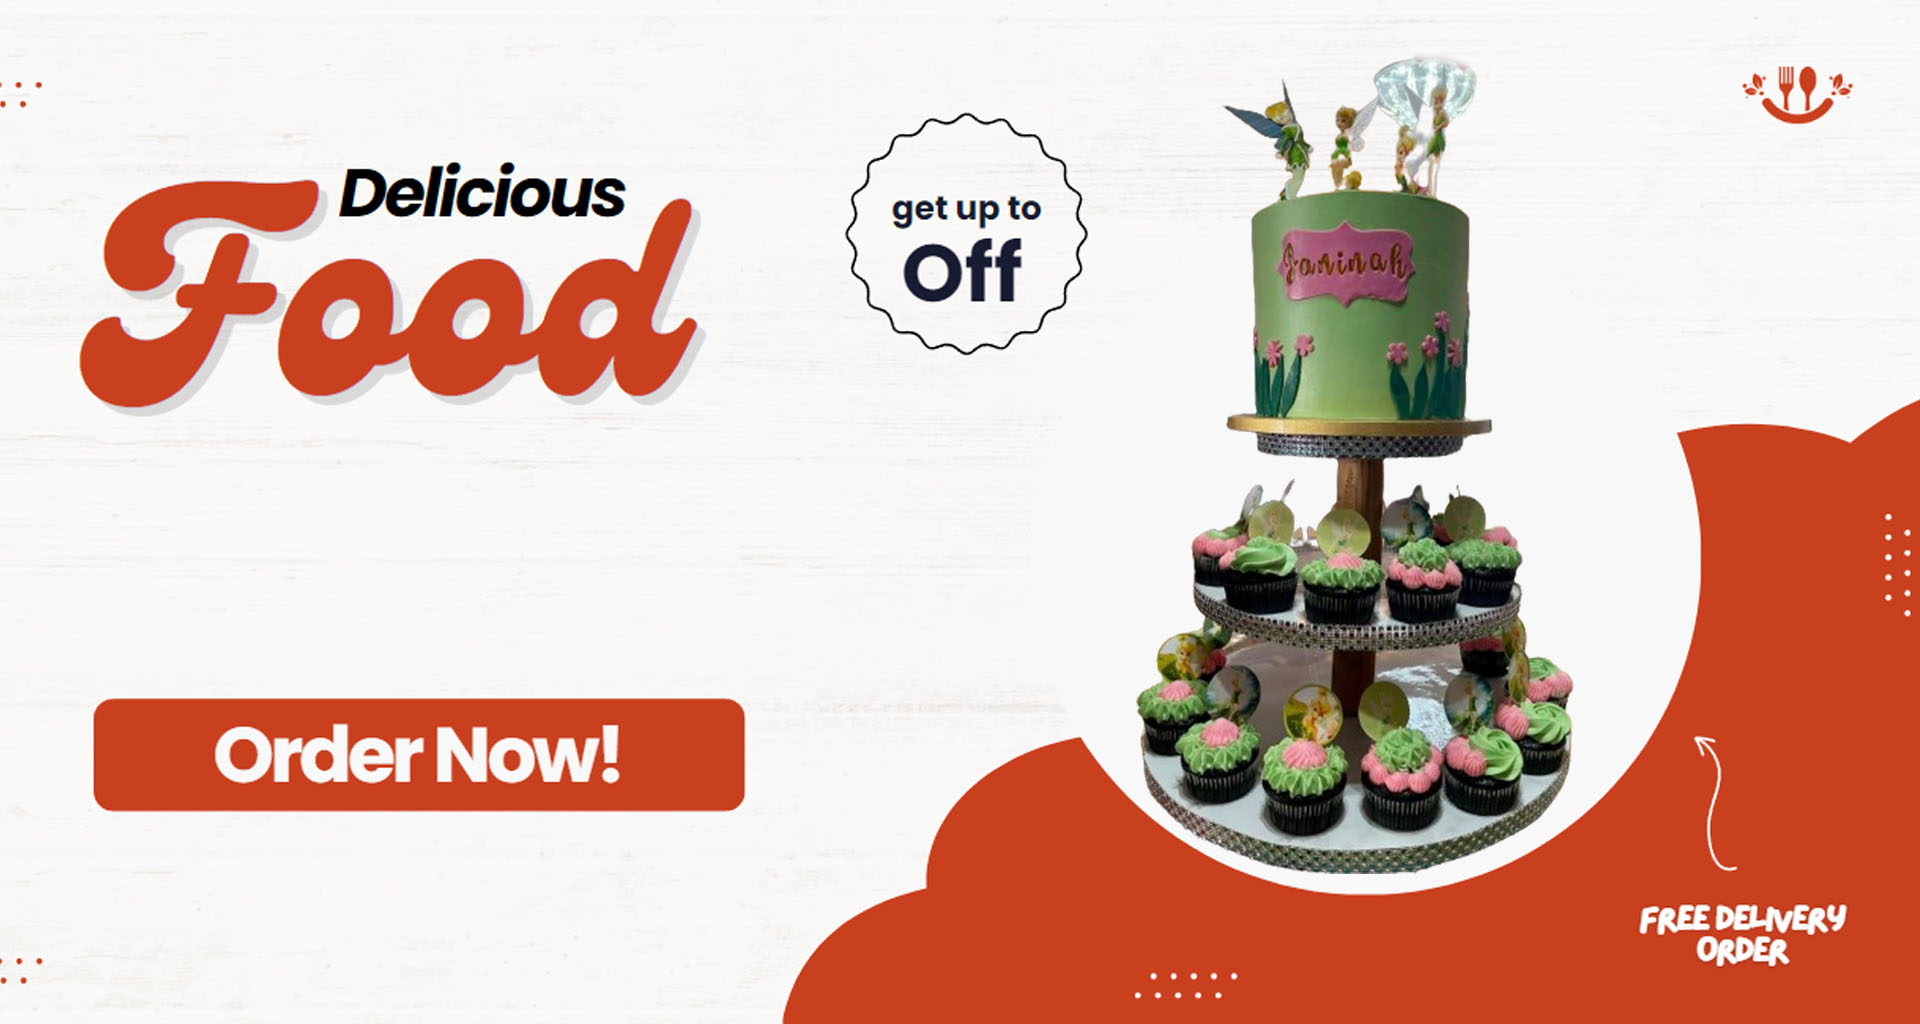 Delicious
Food
get up to
Off
Janinah
Order Now!
FREE DELIVERY
ORDER